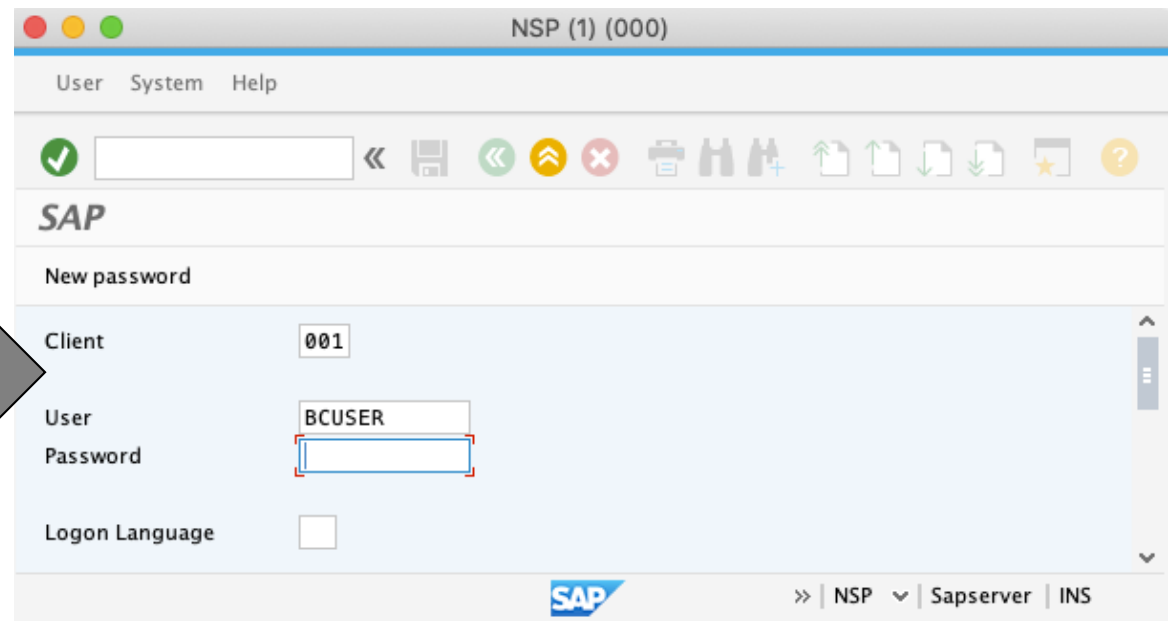 NSP (1) (000)
User System Help
SAP
New password
Client 001
User BCUSER
Password
Logon Language
SAP NSP Sapserver INS